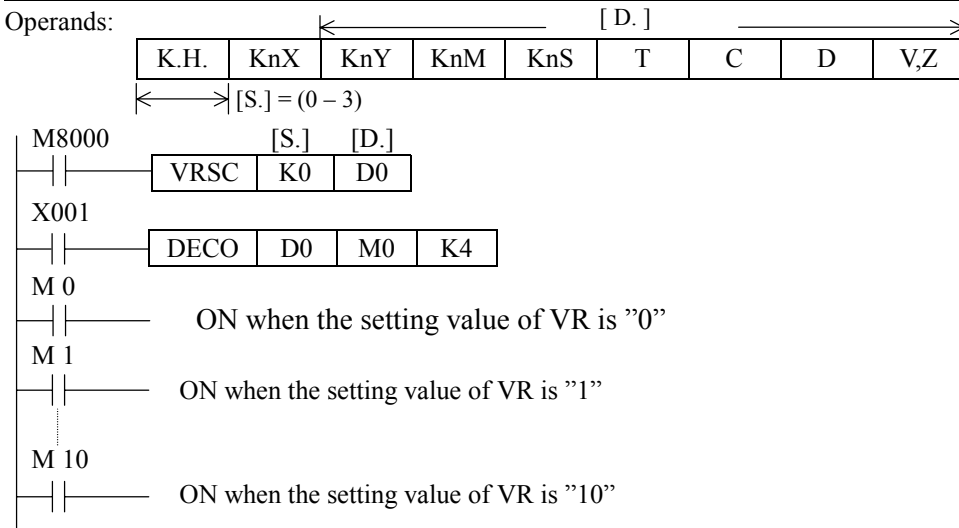 Operands: [ D. ]
K.H. KnX KnY KnM KnS T C D V,Z
[S.] = (0 – 3)
M8000 [S.] [D.]
VRSC K0 D0
X001
DECO D0 M0 K4
M 0
ON when the setting value of VR is ”0”
M 1
ON when the setting value of VR is ”1”
M 10
ON when the setting value of VR is ”10”